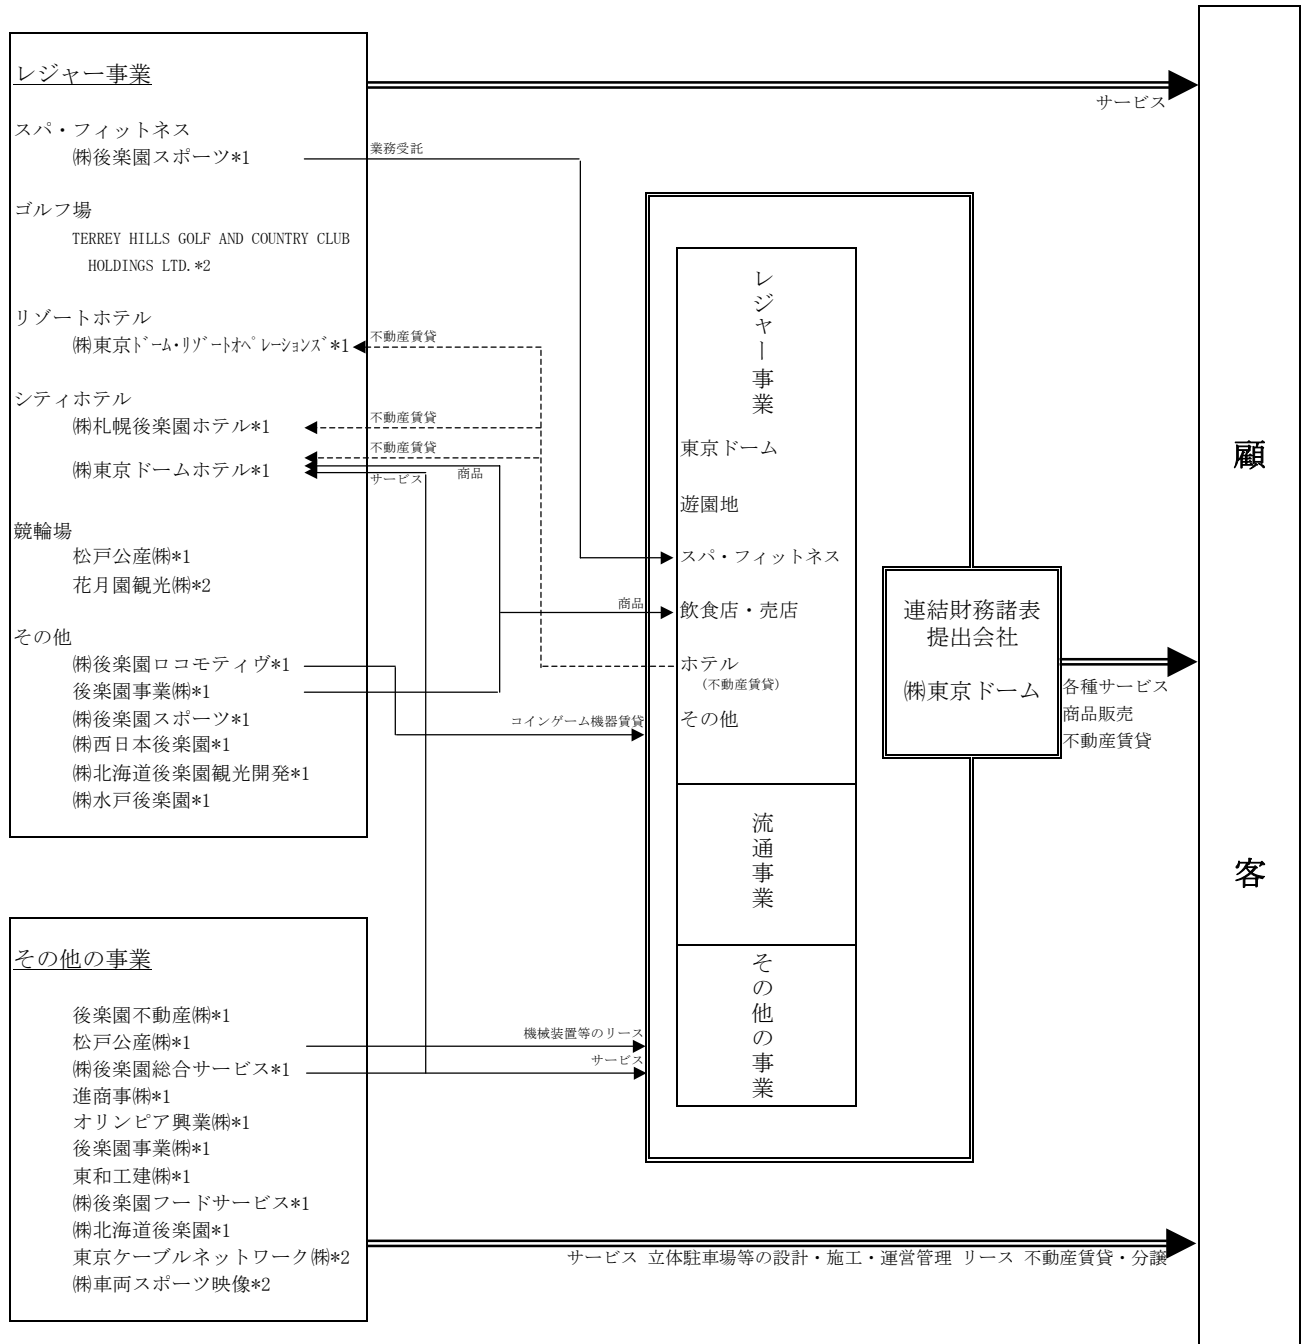 レジャー事業
スパ・フィットネス
㈱後楽園スポーツ*1
ゴルフ場
TERREY HILLS GOLF AND COUNTRY CLUB
HOLDINGS LTD.*2
リゾートホテル
㈱東京ﾄﾞｰﾑ・ﾘｿﾞｰﾄｵﾍﾟﾚｰｼｮﾝｽﾞ*1
シティホテル
㈱札幌後楽園ホテル*1
㈱東京ドームホテル*1
競輪場
松戸公産㈱*1
花月園観光㈱*2
その他
㈱後楽園ロコモティヴ*1
後楽園事業㈱*1
㈱後楽園スポーツ*1
㈱西日本後楽園*1
㈱北海道後楽園観光開発*1
㈱水戸後楽園*1
その他の事業
後楽園不動産㈱*1
松戸公産㈱*1
㈱後楽園総合サービス*1
進商事㈱*1
オリンピア興業㈱*1
後楽園事業㈱*1
東和工建㈱*1
㈱後楽園フードサービス*1
㈱北海道後楽園*1
東京ケーブルネットワーク㈱*2
㈱車両スポーツ映像*2
業務受託
不動産賃貸
不動産賃貸
不動産賃貸
商品
サービス
商品
コインゲーム機器賃貸
機械装置等のリース
サービス
レジャー事業
東京ドーム
遊園地
スパ・フィットネス
飲食店・売店
ホテル
(不動産賃貸)
その他
流通事業
その他の事業
連結財務諸表
提出会社
㈱東京ドーム
サービス
各種サービス
商品販売
不動産賃貸
サービス 立体駐車場等の設計・施工・運営管理 リース 不動産賃貸・分譲
顧客